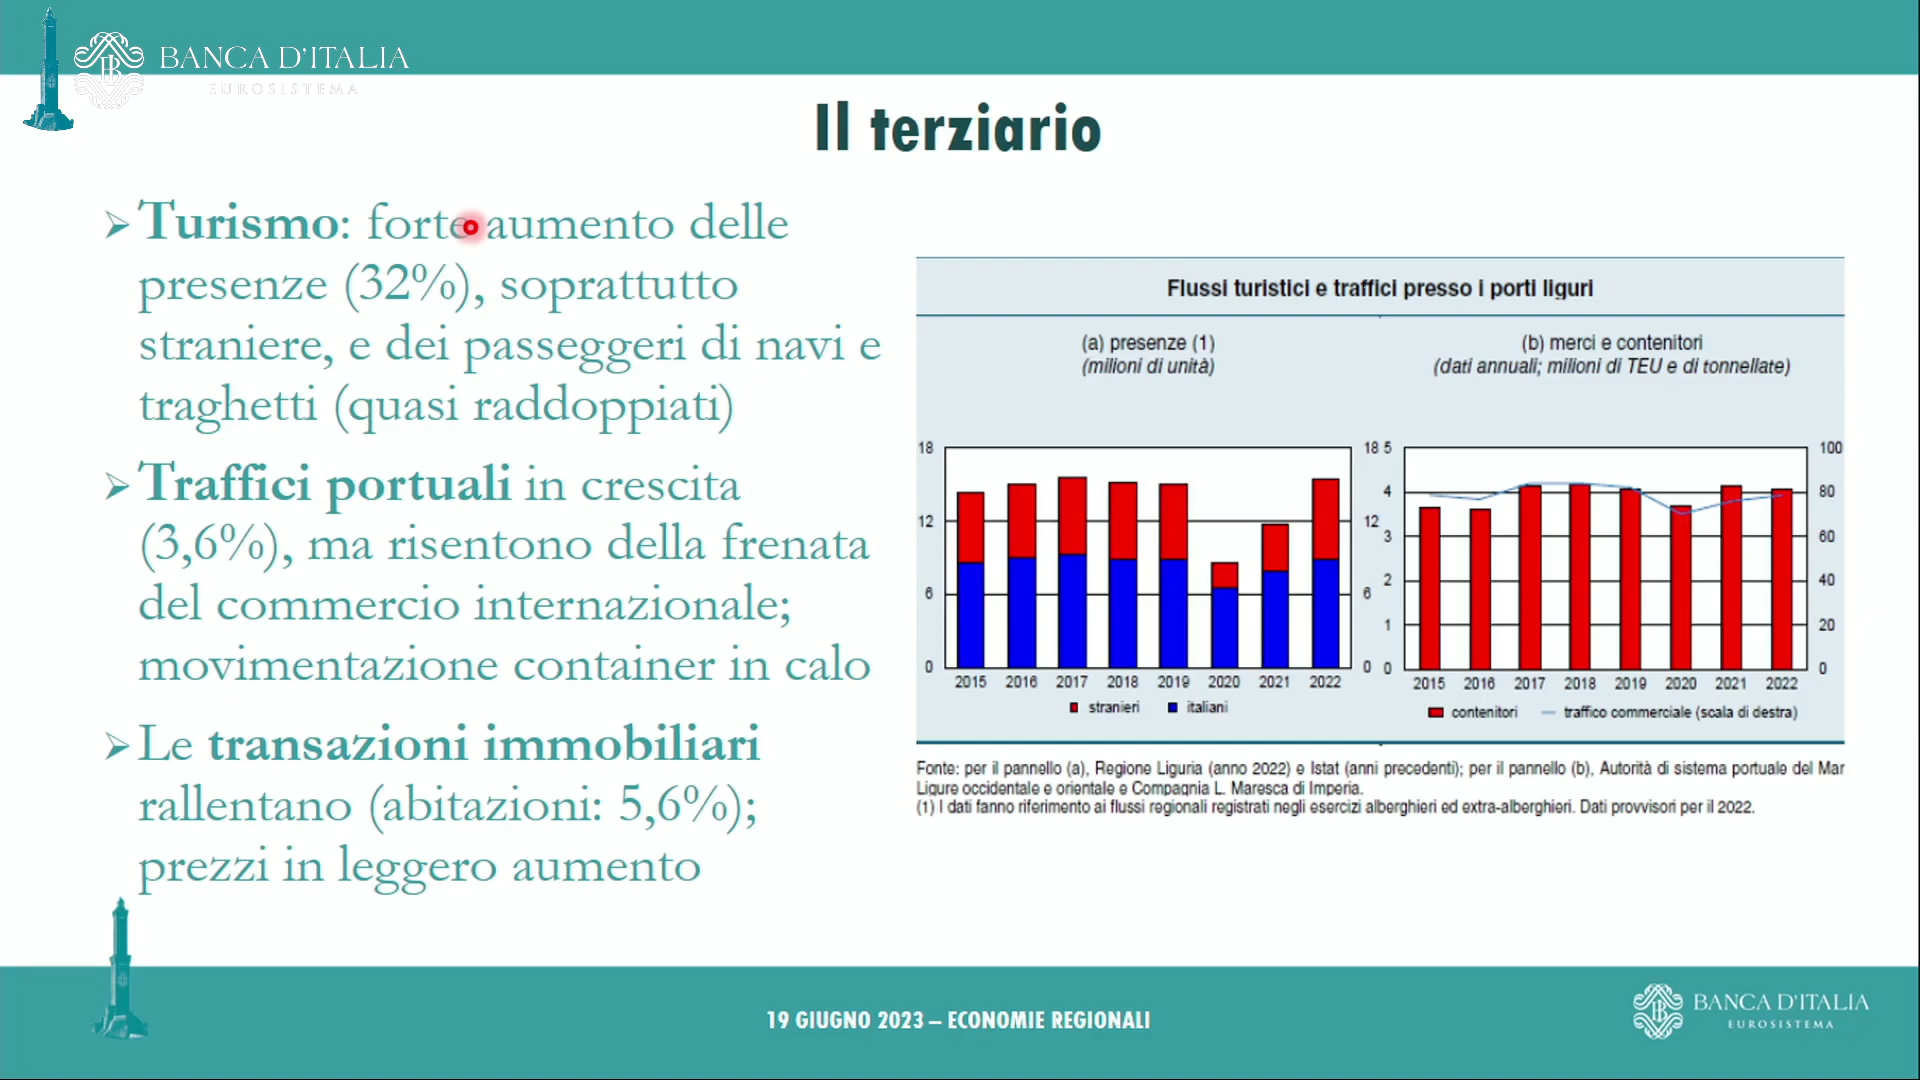 BANCA D'ITALIA
EUROSISTEMA
Il terziario
Turismo: forte aumento delle
presenze (32%), soprattutto
straniere, e dei passeggeri di navi e
traghetti (quasi raddoppiati)
Traffici portuali in crescita
(3,6%), ma risentono della frenata
del commercio internazionale;
movimentazione container in calo
Le transazioni immobiliari
rallentano (abitazioni: 5,6%);
prezzi in leggero aumento
Flussi turistici e traffici presso i porti liguri
(a) presenze (1)
(milioni di unità)
18 18
12 12
6 6
0 0
2015 2016 2017 2018 2019 2020 2021 2022
stranieri italiani
(b) merci e contenitori
(dati annuali; milioni di TEU e di tonnellate)
5 100
4 80
3 60
2 40
1 20
0 0
2015 2016 2017 2018 2019 2020 2021 2022
contenitori traffico commerciale (scala di destra)
Fonte: per il pannello (a), Regione Liguria (anno 2022) e Istat (anni precedenti); per il pannello (b), Autorità di sistema portuale del Mar
Ligure occidentale e orientale e Compagnia L. Maresca di Imperia.
(1) I dati fanno riferimento ai flussi regionali registrati negli esercizi alberghieri ed extra-alberghieri. Dati provvisori per il 2022.
19 GIUGNO 2023 – ECONOMIE REGIONALI
BANCA D'ITALIA
EUROSISTEMA